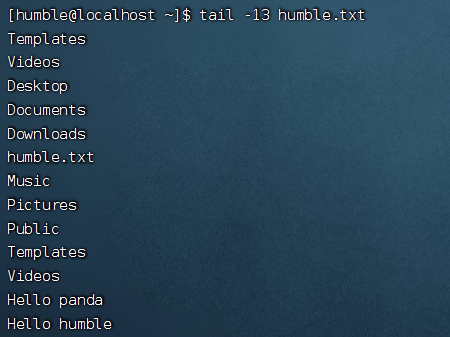 [humble@localhost ~]$ tail -13 humble.txt
Templates
Videos
Desktop
Documents
Downloads
humble.txt
Music
Pictures
Public
Templates
Videos
Hello panda
Hello humble